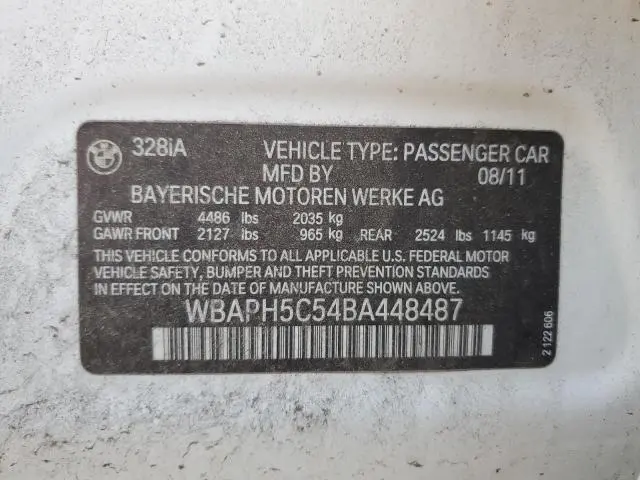 BMW 328iA VEHICLE TYPE: PASSENGER CAR
MFD BY 08/11
BAYERISCHE MOTOREN WERKE AG
GVWR 4486 lbs 2035 kg
GAWR FRONT 2127 lbs 965 kg REAR 2524 lbs 1145 kg
THIS VEHICLE CONFORMS TO ALL APPLICABLE U.S. FEDERAL MOTOR
VEHICLE SAFETY, BUMPER AND THEFT PREVENTION STANDARDS
IN EFFECT ON THE DATE OF MANUFACTURE SHOWN ABOVE.
WBAPH5C54BA448487
2 122 606